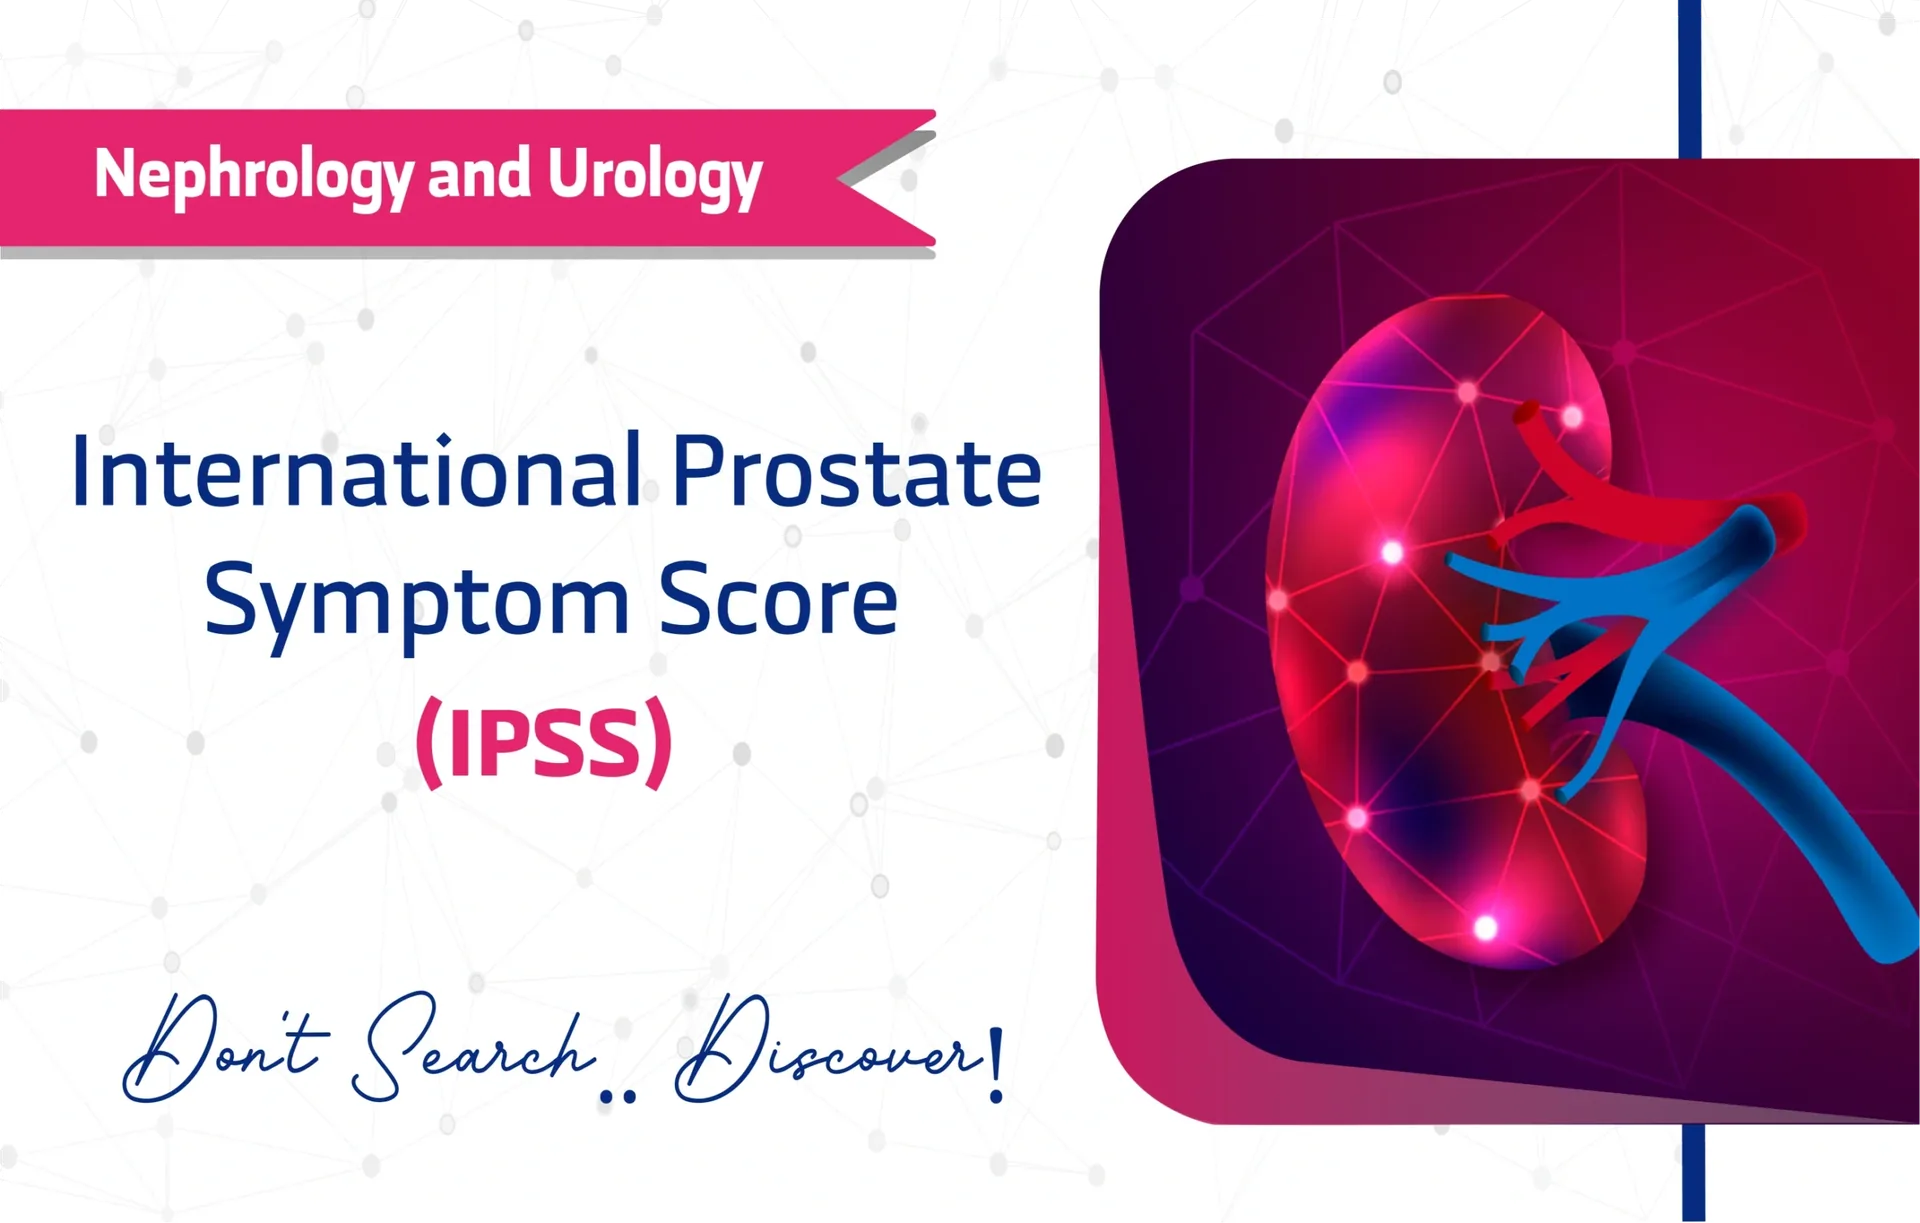 Nephrology and Urology
International Prostate
Symptom Score
(IPSS)
Don't Search.. Discover!